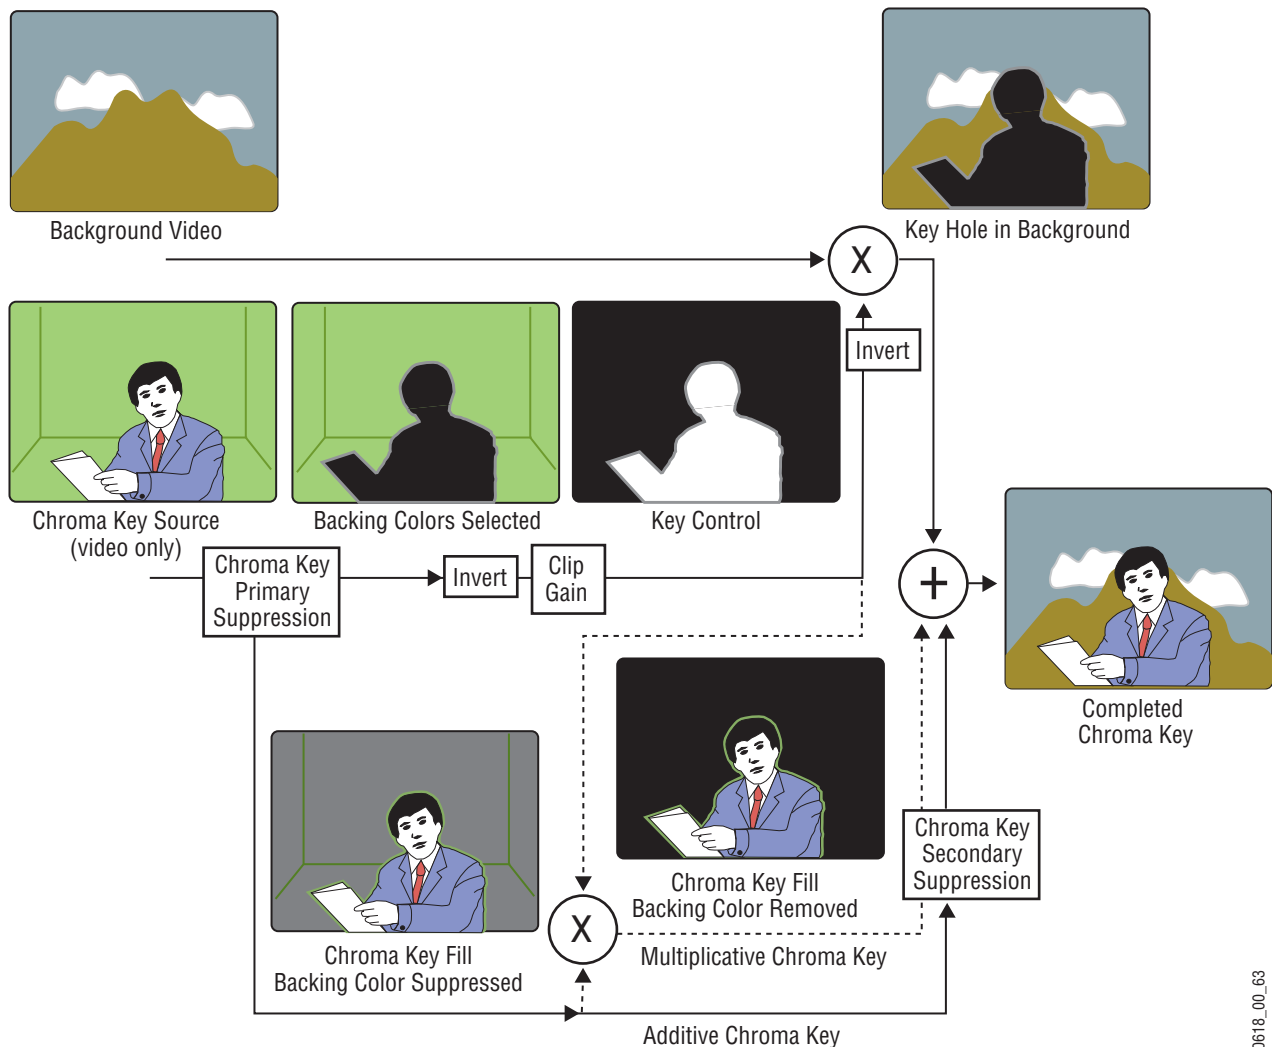 Background Video
Key Hole in Background
X
Invert
Chroma Key Source
(video only)
Backing Colors Selected
Key Control
Chroma Key
Primary
Suppression
Invert
Clip
Gain
+
Completed
Chroma Key
Chroma Key Fill
Backing Color Suppressed
X
Chroma Key Fill
Backing Color Removed
Chroma Key
Secondary
Suppression
Multiplicative Chroma Key
Additive Chroma Key
0618_00_63